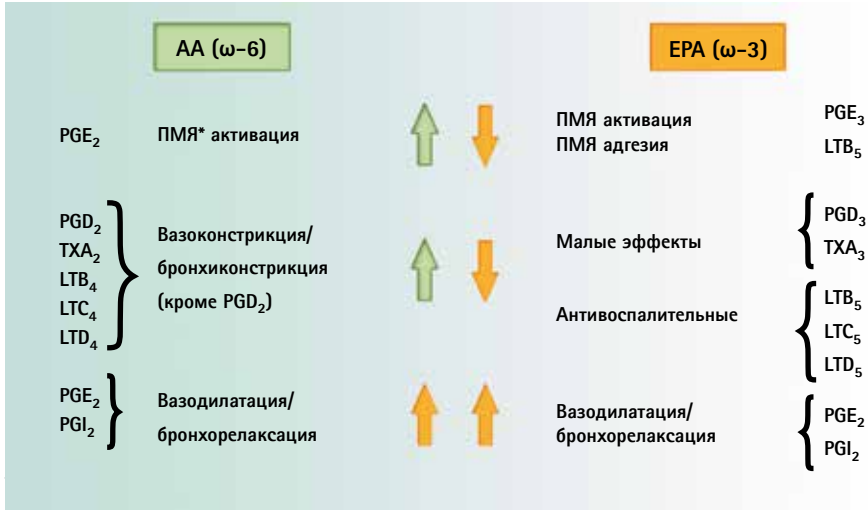 AA (ω-6)
EPA (ω-3)
PGE₂
ПМЯ* активация
ПМЯ активация
ПМЯ адгезия
PGE₃
LTB₅
PGD₂
TXA₂
LTB₄
LTC₄
LTD₄
Вазоконстрикция/
бронхиконстрикция
(кроме PGD₂)
Малые эффекты
PGD₃
TXA₃
Антивоспалительные
LTB₅
LTC₅
LTD₅
PGE₂
PGI₂
Вазодилатация/
бронхорелаксация
Вазодилатация/
бронхорелаксация
PGE₂
PGI₂